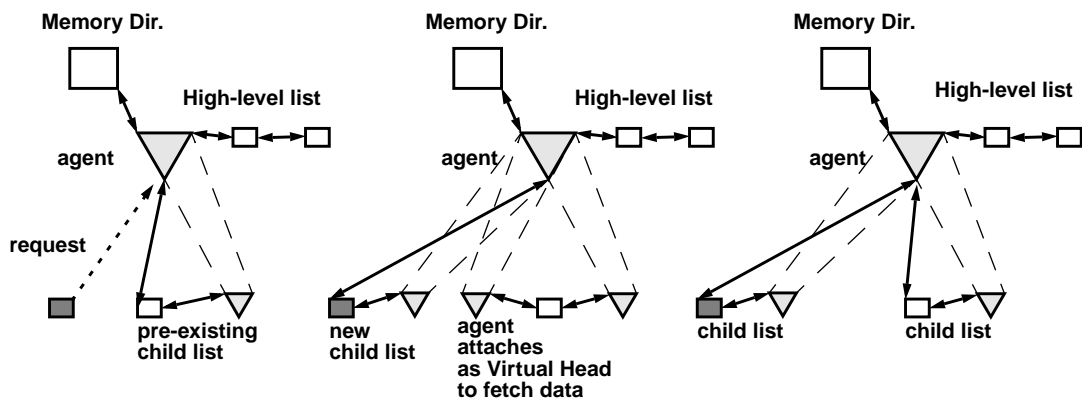 Memory Dir.
High-level list
agent
request
pre-existing
child list
Memory Dir.
High-level list
agent
new
child list
agent
attaches
as Virtual Head
to fetch data
Memory Dir.
High-level list
agent
child list
child list